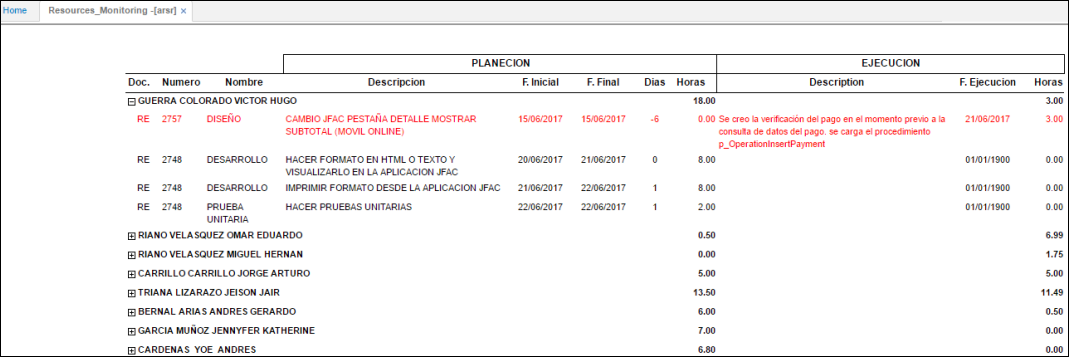 Home Resources_Monitoring -[arsr] ×
PLANECION EJECUCION
Doc. Numero Nombre Descripcion F. Inicial F. Final Dias Horas Description F. Ejecucion Horas
GUERRA COLORADO VICTOR HUGO 18.00 3.00
RE 2757 DISEÑO CAMBIO JFAC PESTAÑA DETALLE MOSTRAR 15/06/2017 15/06/2017 -6 0.00 Se creo la verificación del pago en el momento previo a la 21/06/2017 3.00
SUBTOTAL (MOVIL ONLINE) consulta de datos del pago. se carga el procedimiento
p_OperationInsertPayment
RE 2748 DESARROLLO HACER FORMATO EN HTML O TEXTO Y 20/06/2017 21/06/2017 0 8.00 01/01/1900 0.00
VISUALIZARLO EN LA APLICACION JFAC
RE 2748 DESARROLLO IMPRIMIR FORMATO DESDE LA APLICACION JFAC 21/06/2017 22/06/2017 1 8.00 01/01/1900 0.00
RE 2748 PRUEBA HACER PRUEBAS UNITARIAS 22/06/2017 22/06/2017 1 2.00 01/01/1900 0.00
UNITARIA
RIANO VELASQUEZ OMAR EDUARDO 0.50 6.99
RIANO VELASQUEZ MIGUEL HERNAN 0.00 1.75
CARRILLO CARRILLO JORGE ARTURO 5.00 5.00
TRIANA LIZARAZO JEISON JAIR 13.50 11.49
BERNAL ARIAS ANDRES GERARDO 6.00 0.50
GARCIA MUÑOZ JENNYFER KATHERINE 7.00 0.00
CARDENAS YOE ANDRES 6.80 0.00